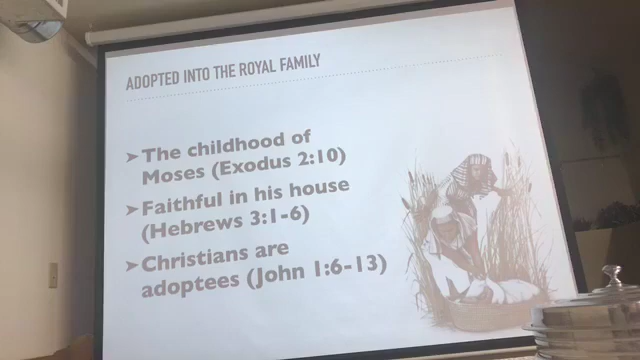 ADOPTED INTO THE ROYAL FAMILY
➤The childhood of
Moses (Exodus 2:10)
➤Faithful in his house
(Hebrews 3:1-6)
➤Christians are
adoptees (John 1:6-13)